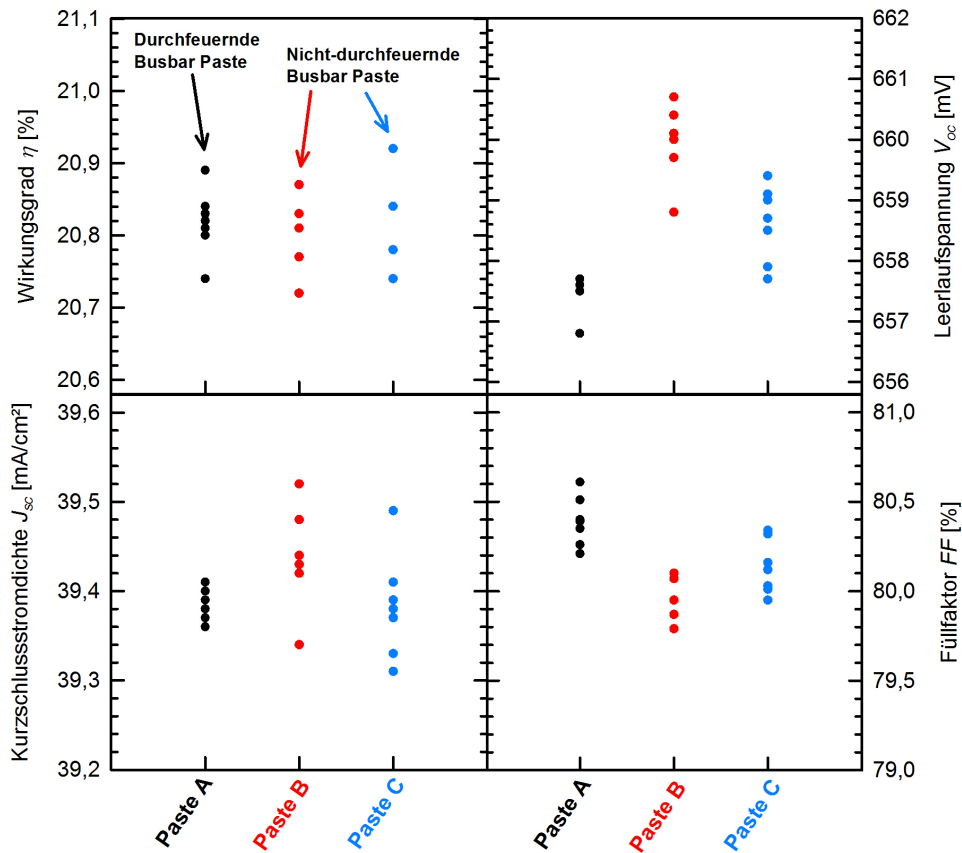 21,1
21,0
20,9
20,8
20,7
20,6
Wirkungsgrad η [%]
Durchfeuernde
Busbar Paste
Nicht-durchfeuernde
Busbar Paste
662
661
660
659
658
657
656
Leerlaufspannung Voc [mV]
39,6
39,5
39,4
39,3
39,2
Kurzschlussstromdichte Jsc [mA/cm²]
81,0
80,5
80,0
79,5
79,0
Füllfaktor FF [%]
Paste A
Paste B
Paste C
Paste A
Paste B
Paste C